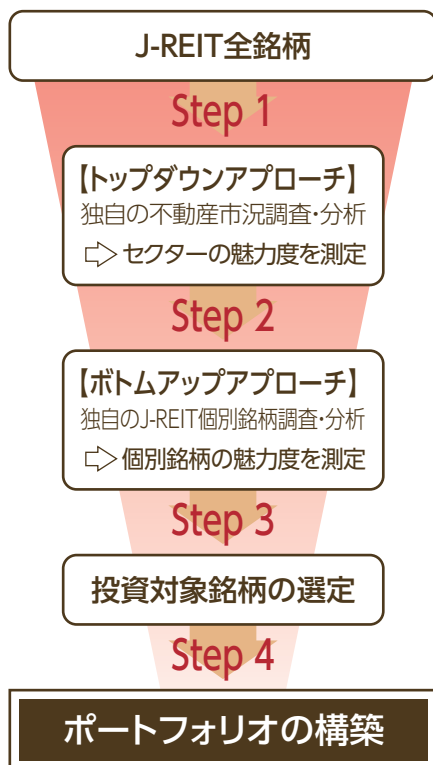 J-REIT全銘柄
Step 1
【トップダウンアプローチ】
独自の不動産市況調査・分析
⇨セクターの魅力度を測定
Step 2
【ボトムアップアプローチ】
独自のJ-REIT個別銘柄調査・分析
⇨個別銘柄の魅力度を測定
Step 3
投資対象銘柄の選定
Step 4
ポートフォリオの構築